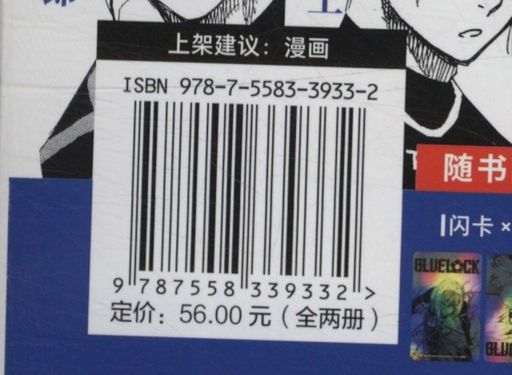 上架建议：漫画
ISBN 978-7-5583-3933-2
9 787558 339332 >
定价：56.00 元（全两册）
随书
闪卡 ×
BLUELOCK